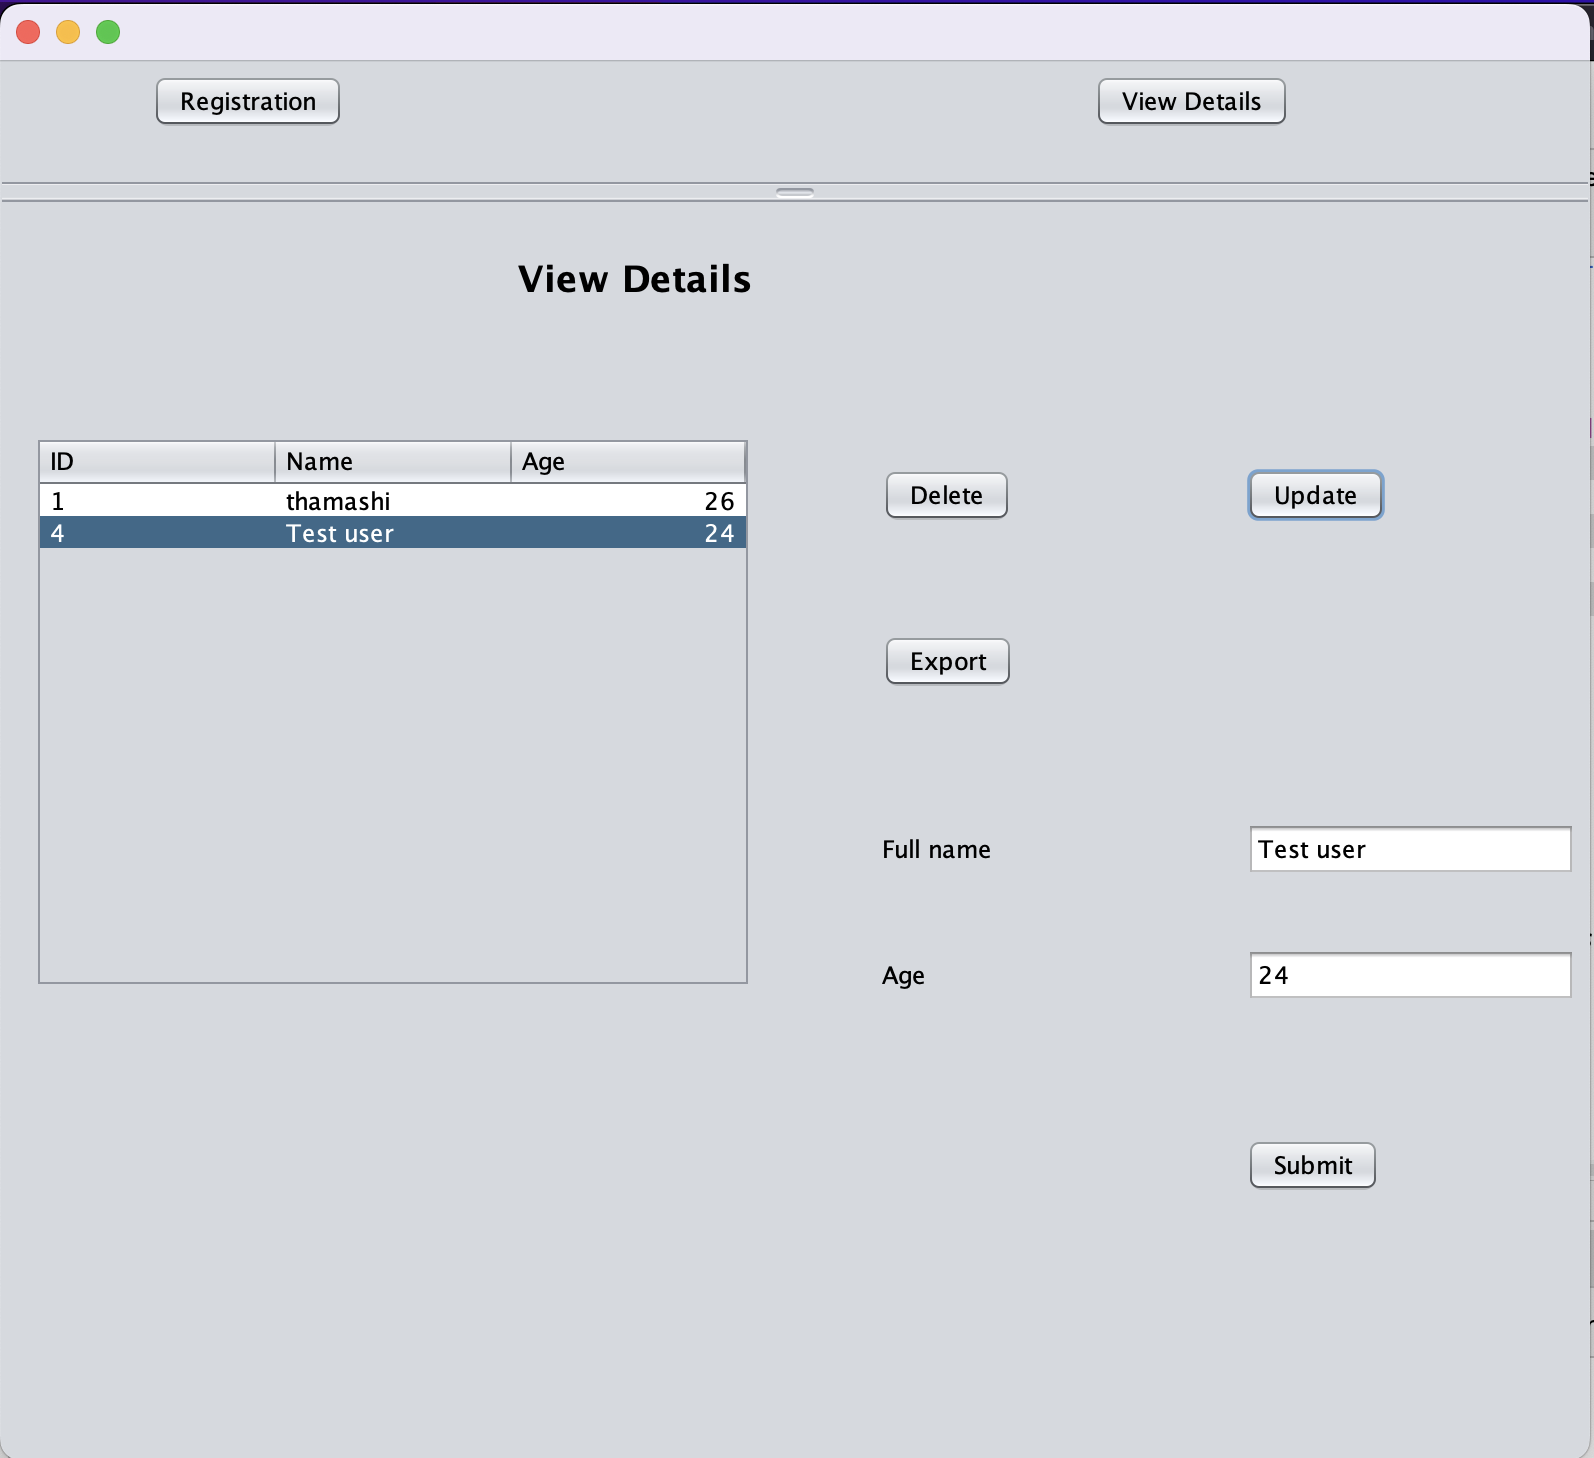 Registration
View Details
View Details
ID Name Age
1 thamashi 26
4 Test user 24
Delete
Update
Export
Full name
Test user
Age
24
Submit